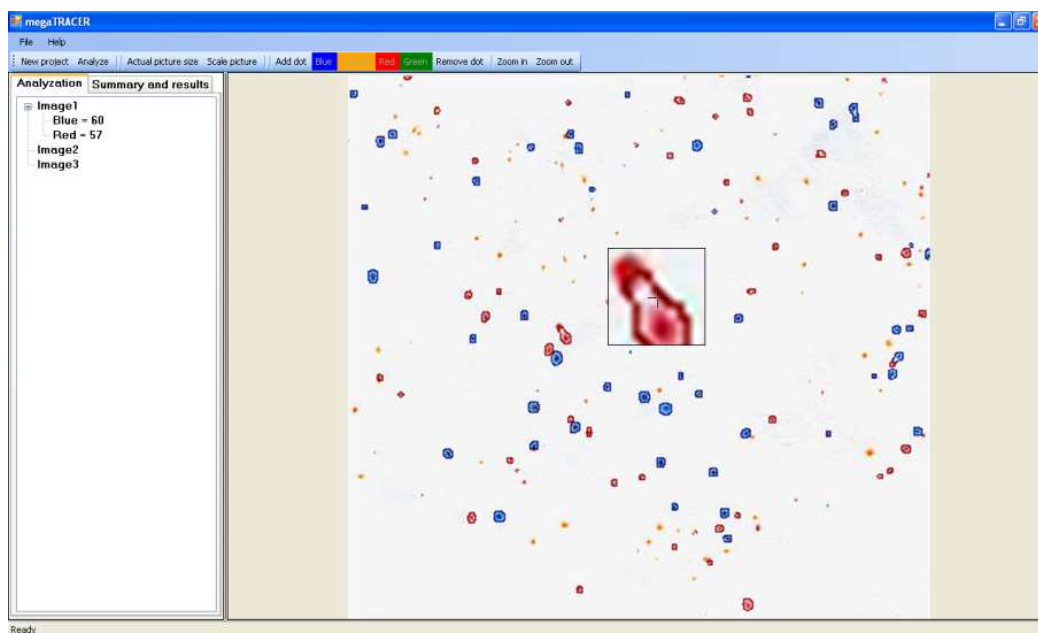 megaTRACER
File Help
New project Analyze Actual picture size Scale picture Add dot Blue Red Green Remove dot Zoom in Zoom out
Analyzation Summary and results
Image1
Blue = 60
Red = 57
Image2
Image3
Ready